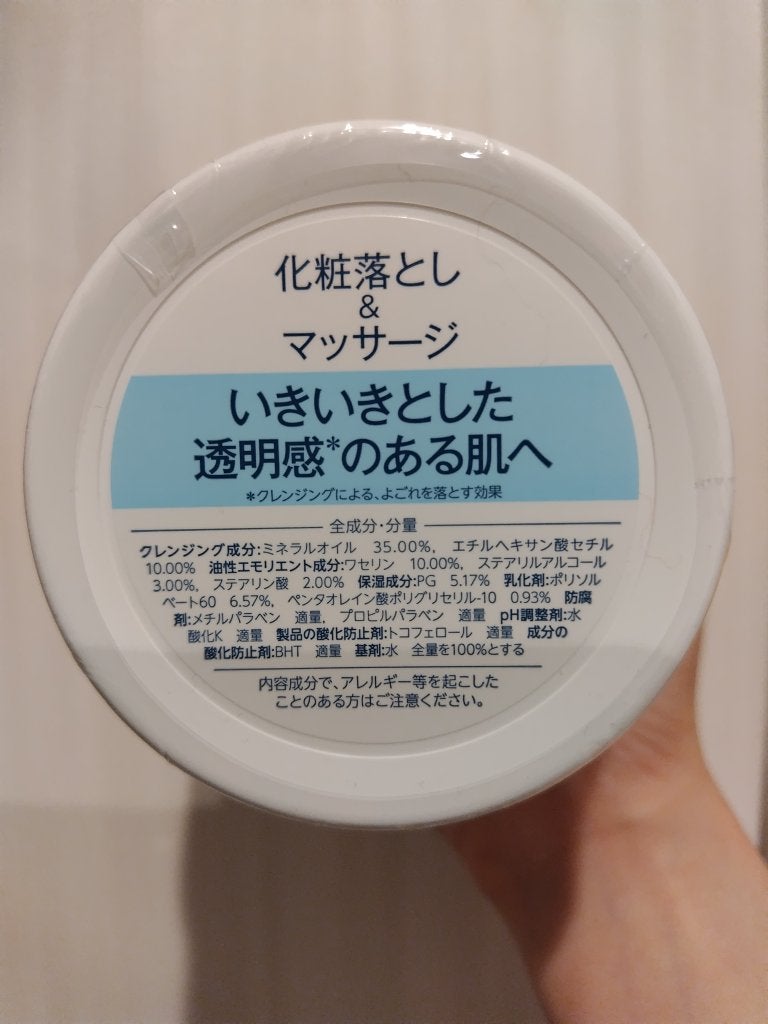 化粧落とし
&
マッサージ
いきいきとした
透明感*のある肌へ
*クレンジングによる、よごれを落とす効果
全成分・分量
クレンジング成分:ミネラルオイル 35.00%, エチルヘキサン酸セチル
10.00% 油性エモリエント成分:ワセリン 10.00%, ステアリルアルコール
3.00%, ステアリン酸 2.00% 保湿成分:PG 5.17% 乳化剤:ポリソル
ベート60 6.57%, ペンタオレイン酸ポリグリセリル-10 0.93% 防腐
剤:メチルパラベン 適量, プロピルパラベン 適量 pH調整剤:水
酸化K 適量 製品の酸化防止剤:トコフェロール 適量 成分の
酸化防止剤:BHT 適量 基剤:水 全量を100%とする
内容成分で、アレルギー等を起こした
ことのある方はご注意ください。